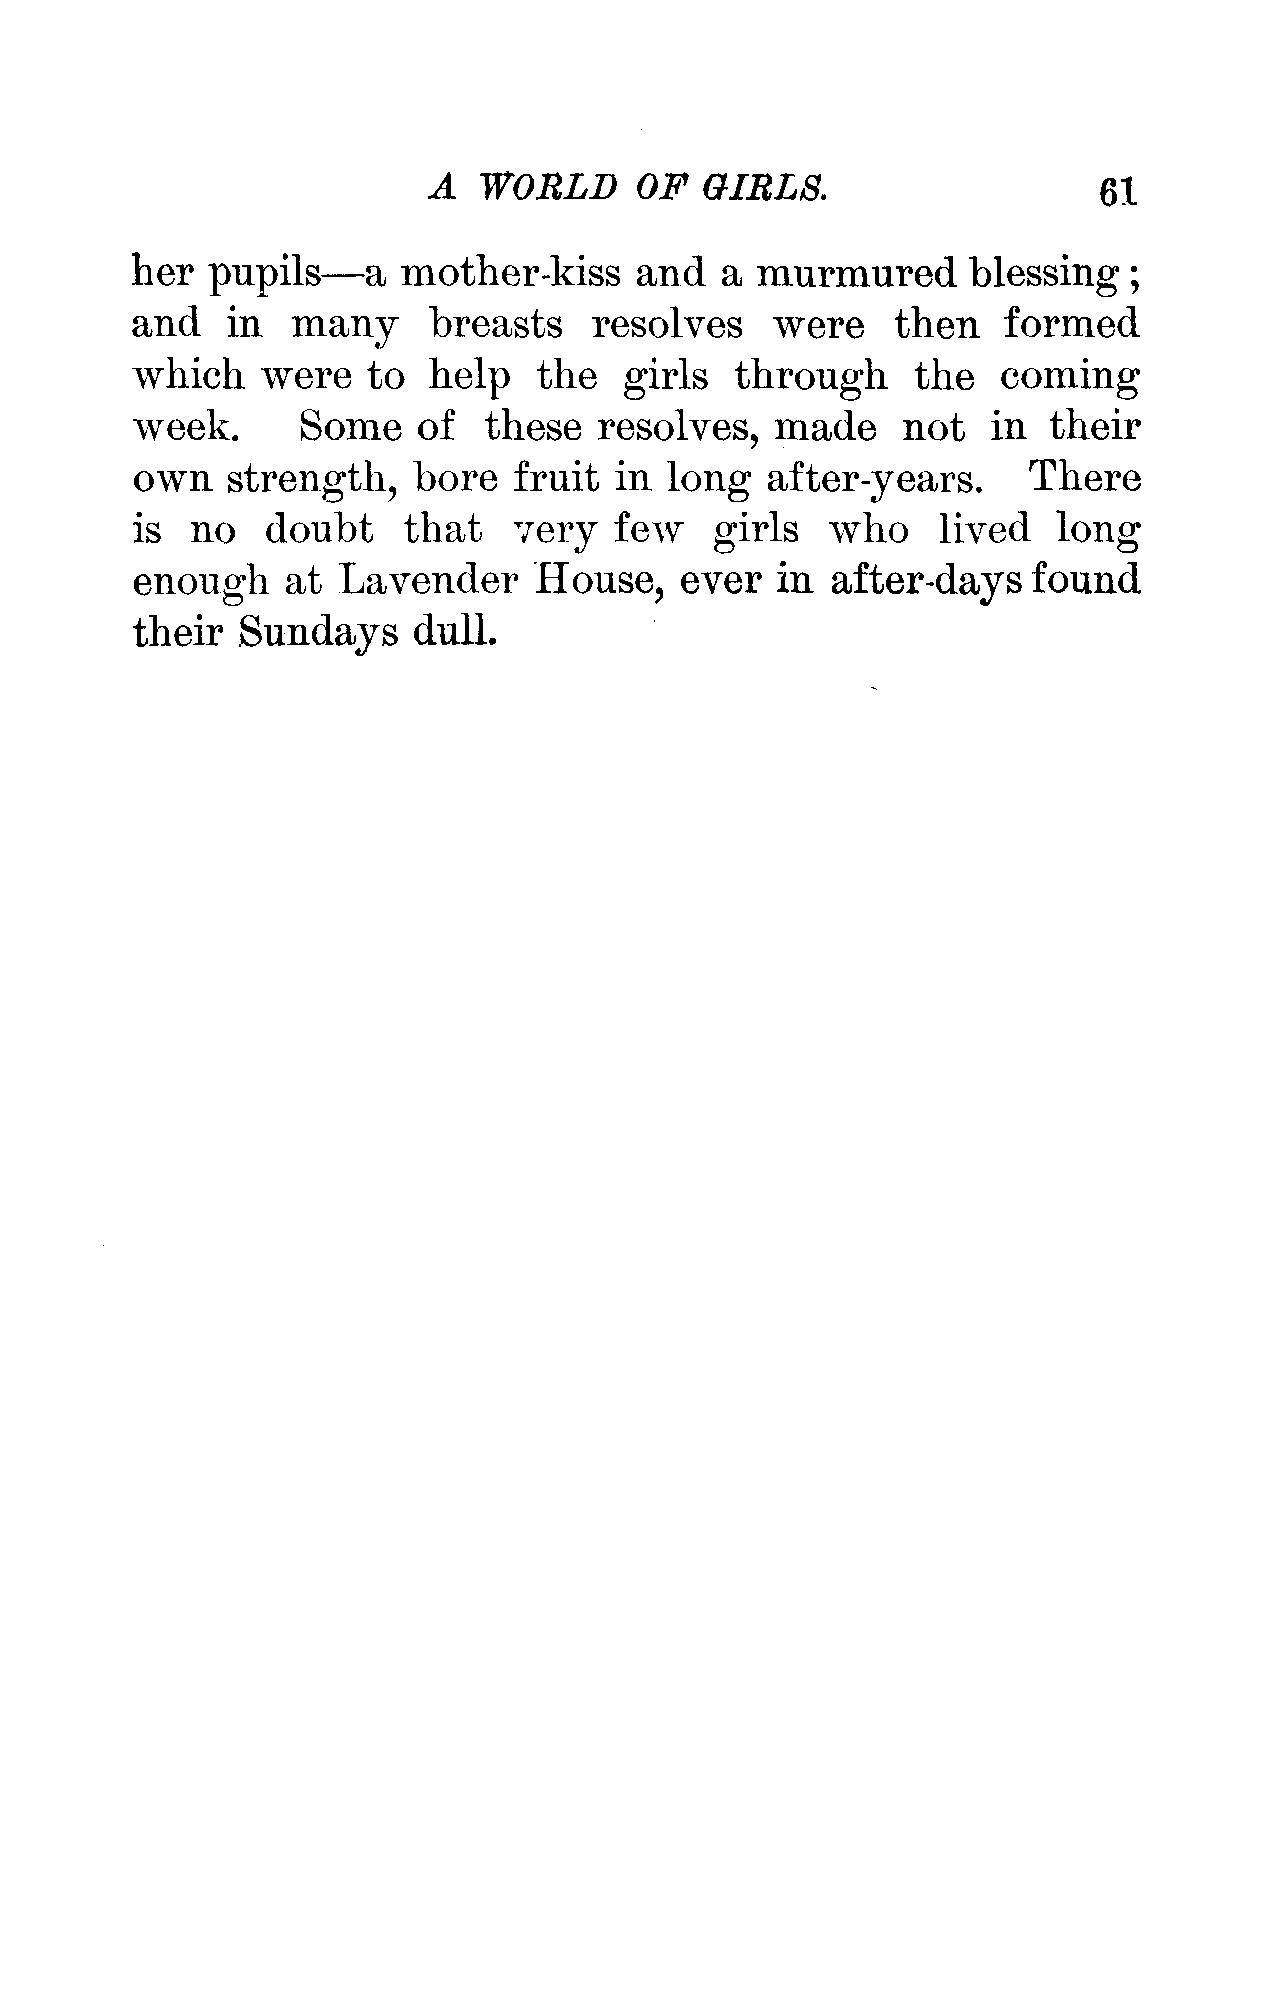 A WORLD OF GIRLS. 61
her pupils—a mother-kiss and a murmured blessing;
and in many breasts resolves were then formed
which were to help the girls through the coming
week. Some of these resolves, made not in their
own strength, bore fruit in long after-years. There
is no doubt that very few girls who lived long
enough at Lavender House, ever in after-days found
their Sundays dull.